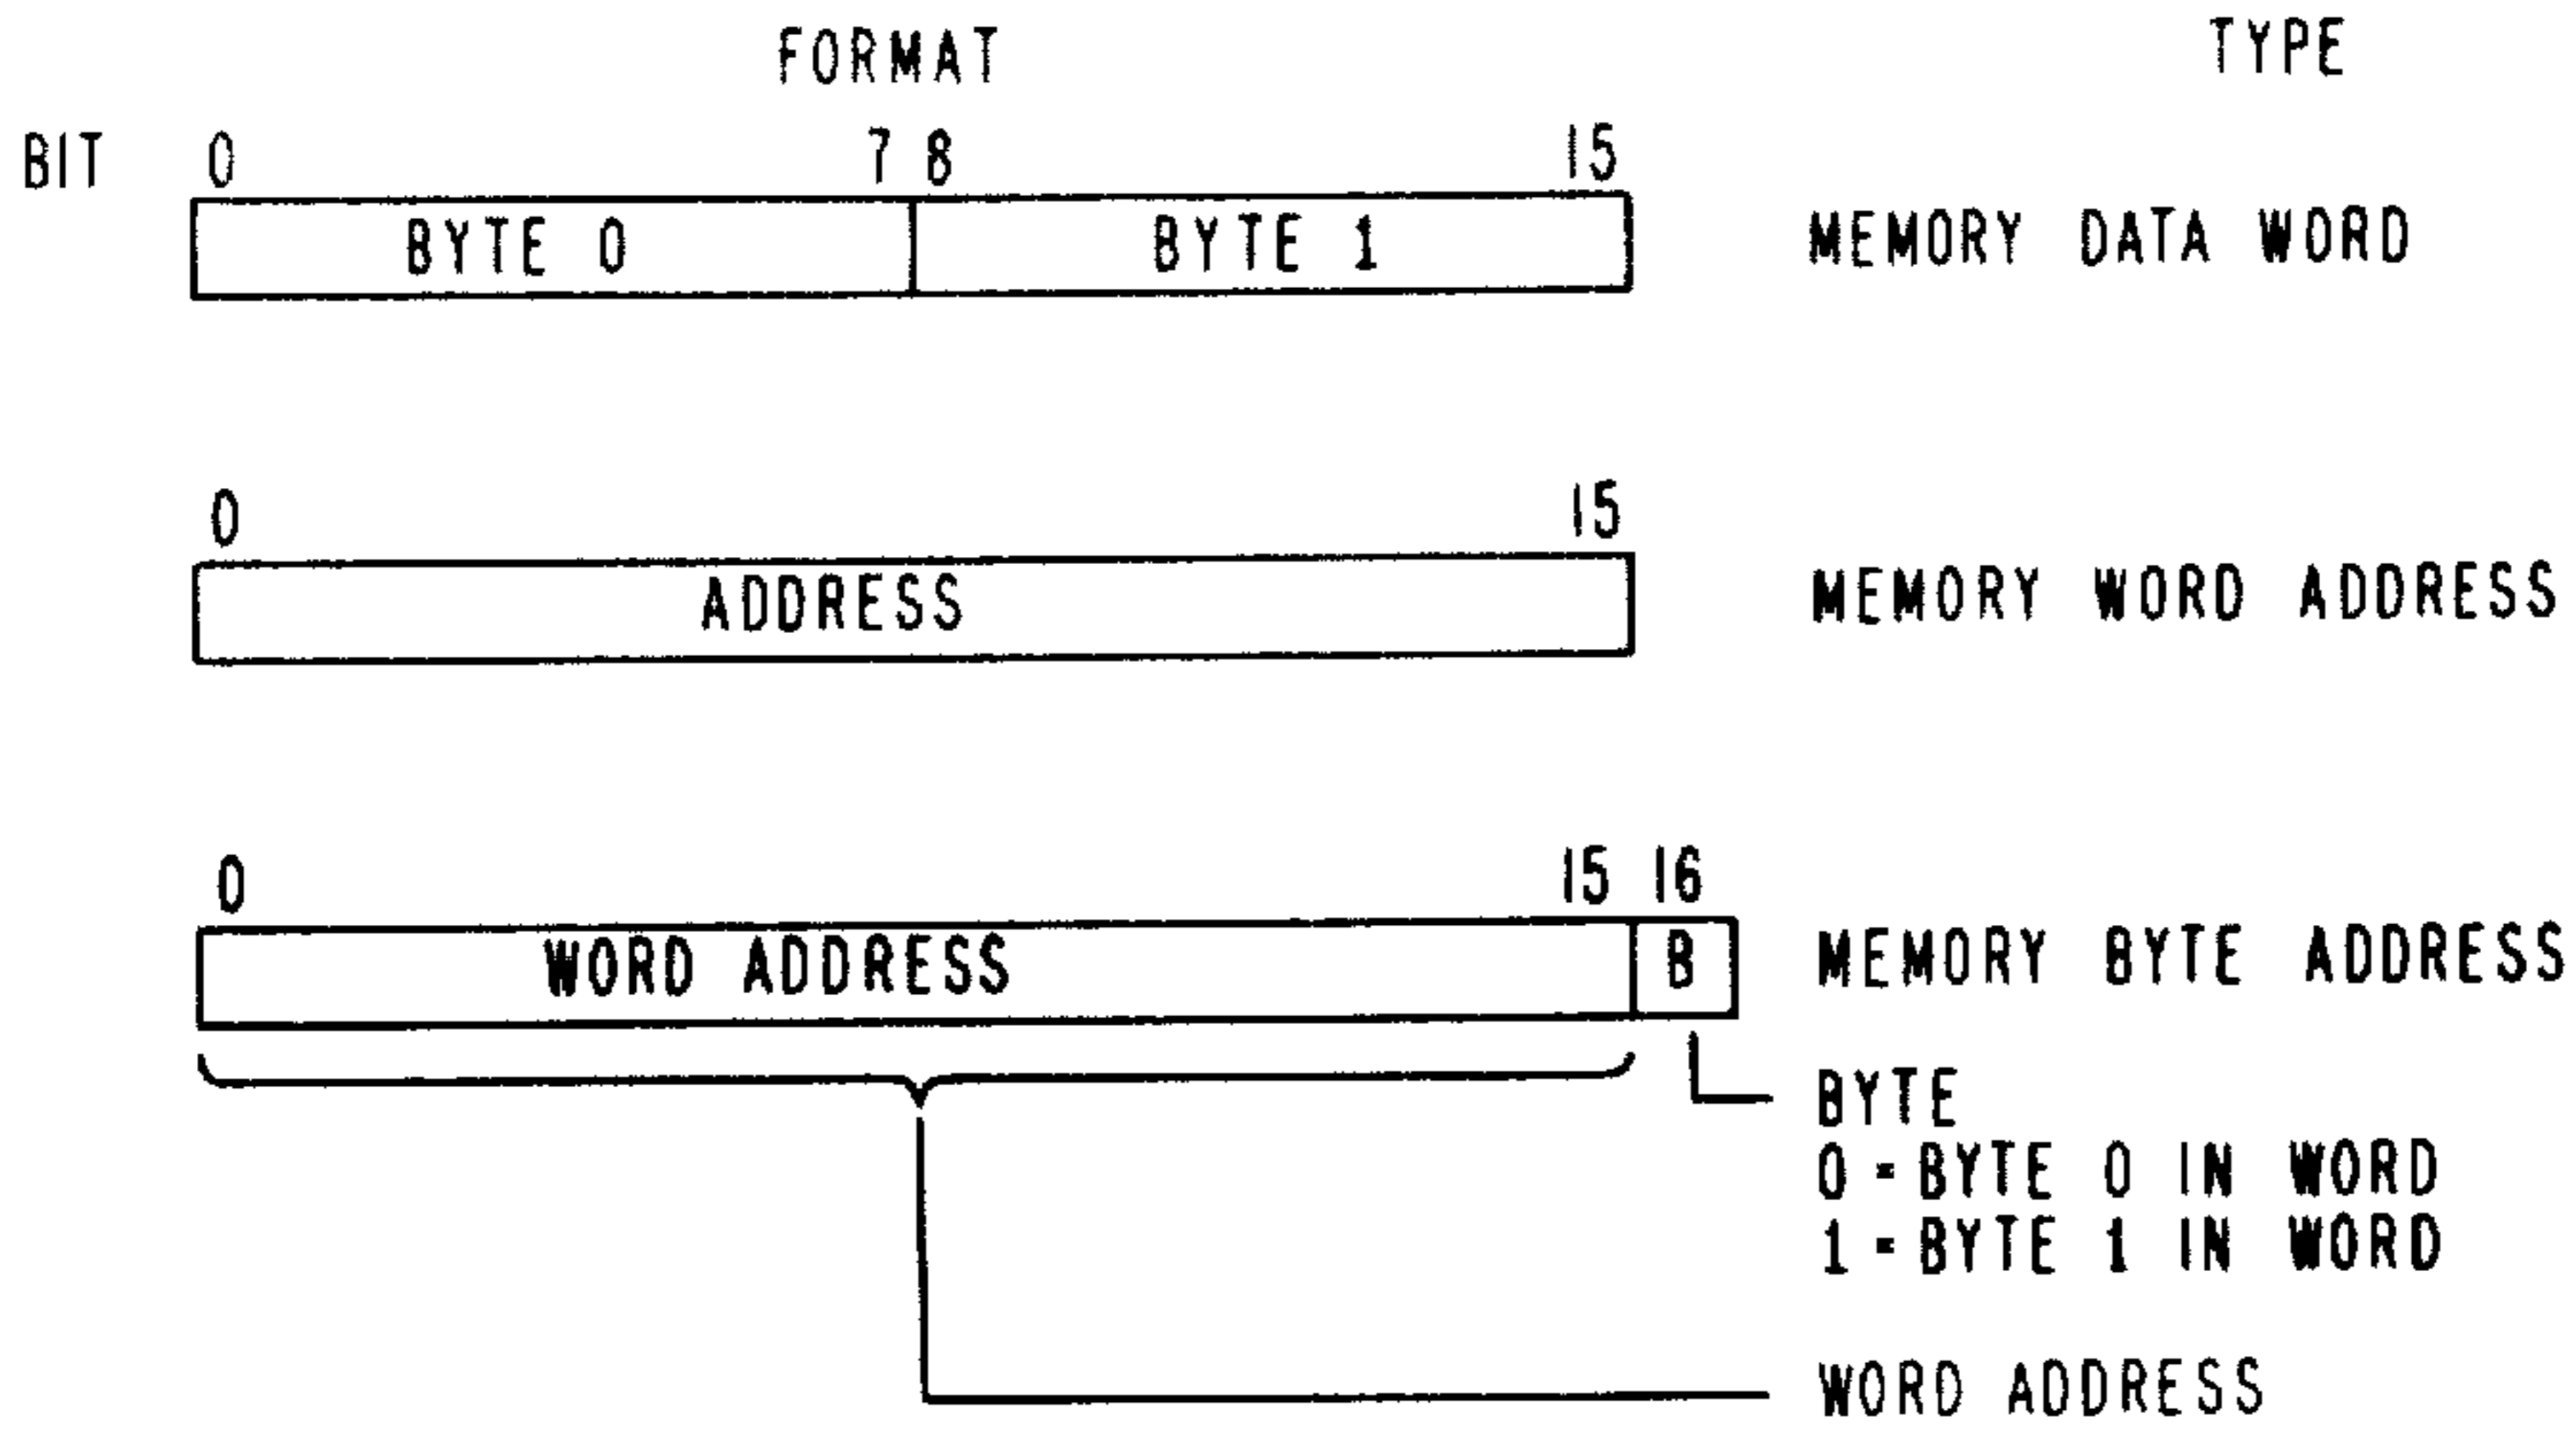 FORMAT TYPE
BIT 0 7 8 15
BYTE 0 BYTE 1 MEMORY DATA WORD
0 15
ADDRESS MEMORY WORD ADDRESS
0 15 16
WORD ADDRESS B MEMORY BYTE ADDRESS
BYTE
0 = BYTE 0 IN WORD
1 = BYTE 1 IN WORD
WORD ADDRESS